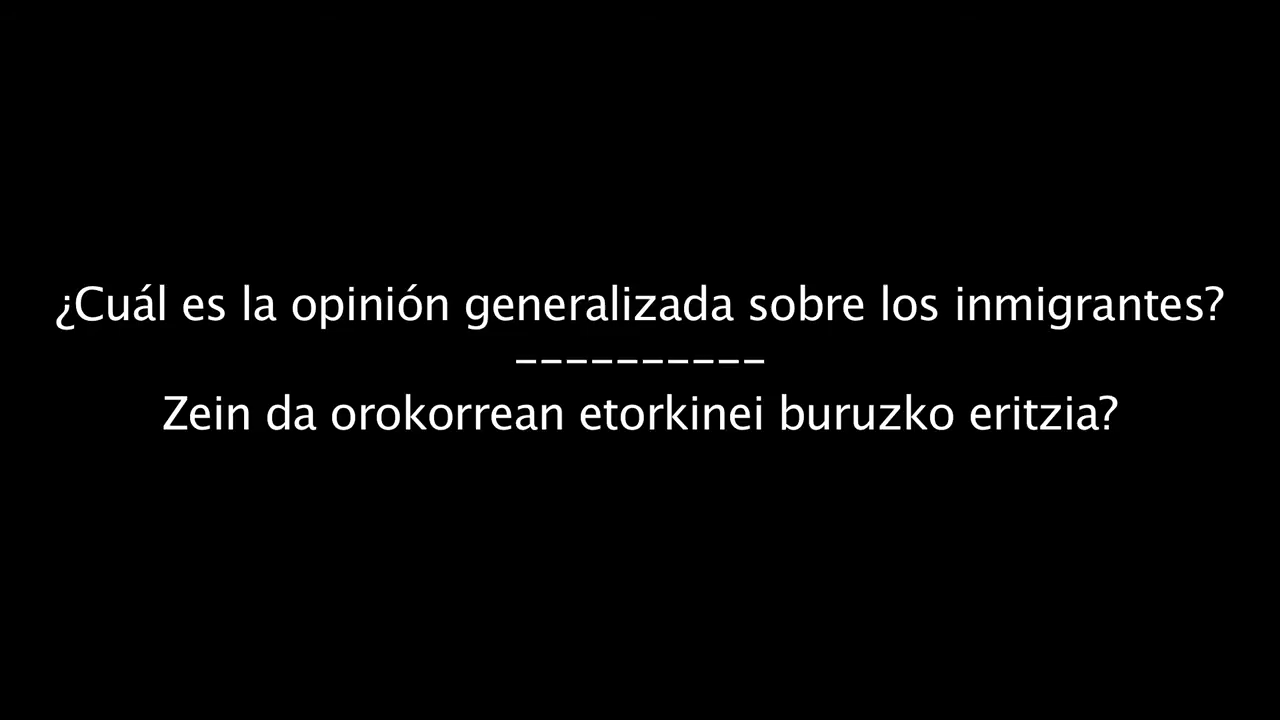 ¿Cuál es la opinión generalizada sobre los inmigrantes?
----------
Zein da orokorrean etorkinei buruzko eritzia?